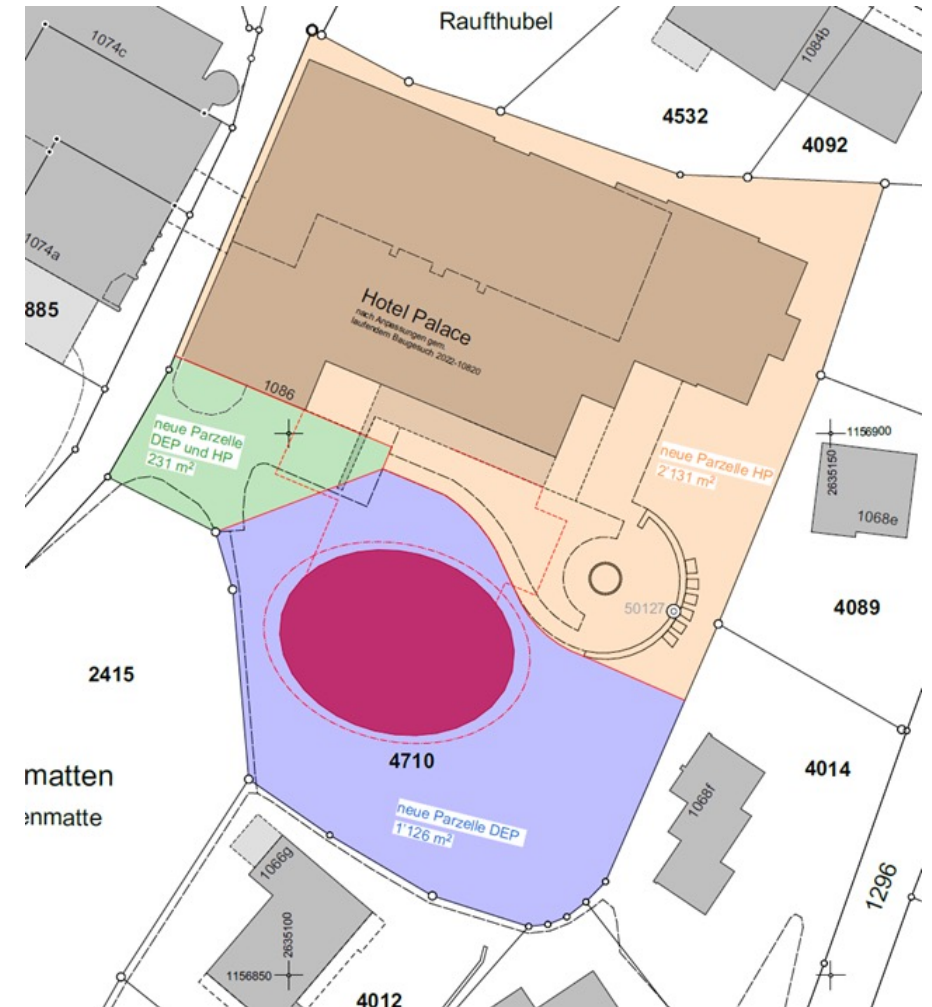 Raufthubel
1074c
1084b
4532
4092
1074a
885
Hotel Palace
nach Anpassungen gem.
laufendem Baugesuch 2022-10820
1086
neue Parzelle
DEP und HP
231 m²
neue Parzelle HP
2'131 m²
1156900
2635150
1068e
50127
4089
2415
4710
matten
enmatte
neue Parzelle DEP
1'126 m²
4014
1068f
1066g
1296
2635100
1156850
4012